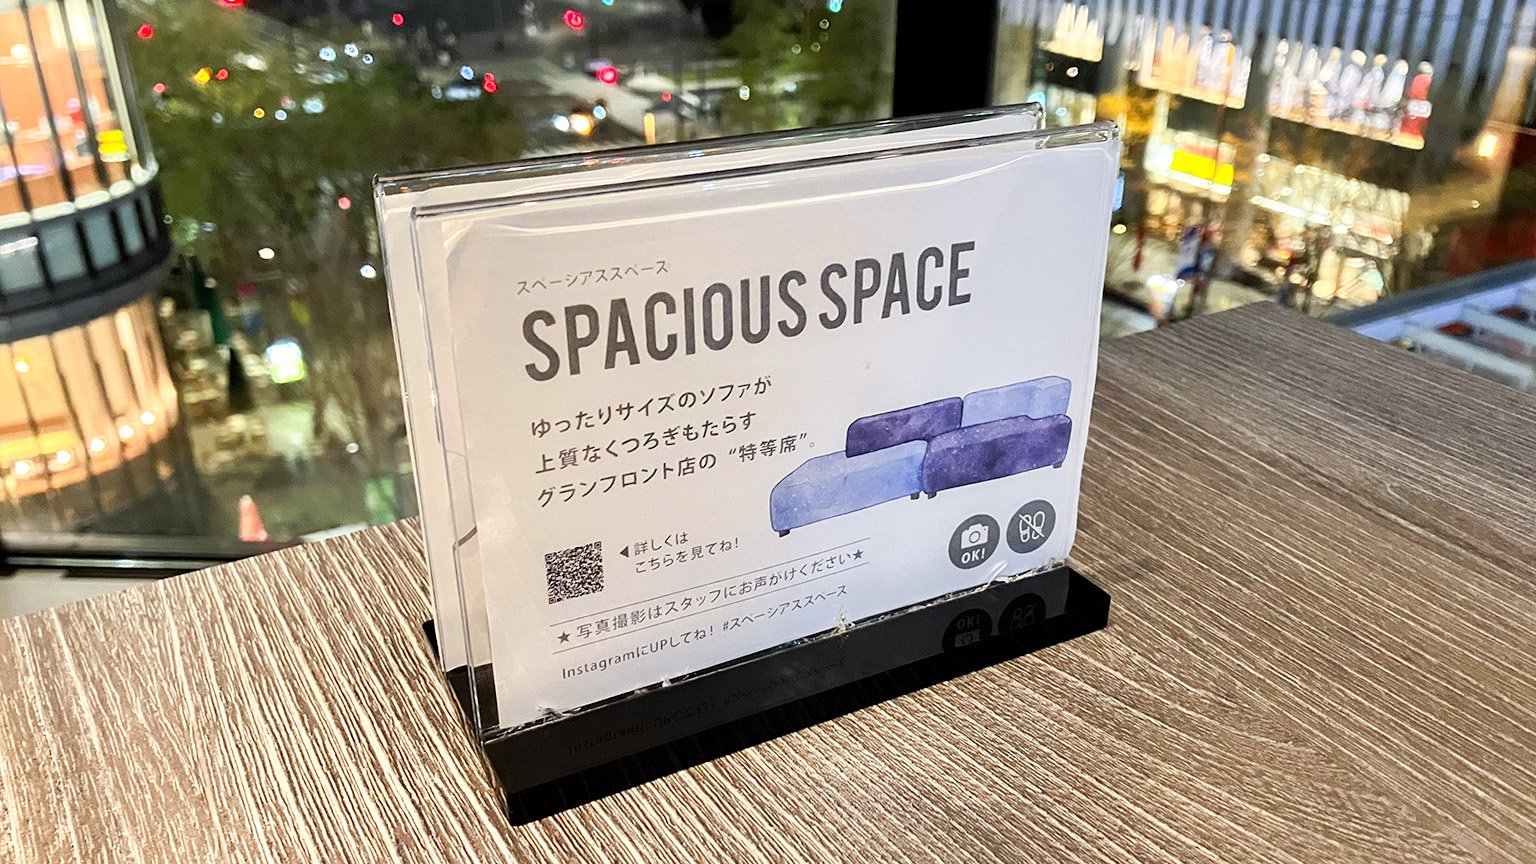 スペーシアススペース
SPACIOUS SPACE
ゆったりサイズのソファが
上質なくつろぎもたらす
グランフロント店の “特等席”。
◀詳しくは
こちらを見てね!
OK!
★写真撮影はスタッフにお声がけください★
InstagramにUPしてね! #スペーシアススペース